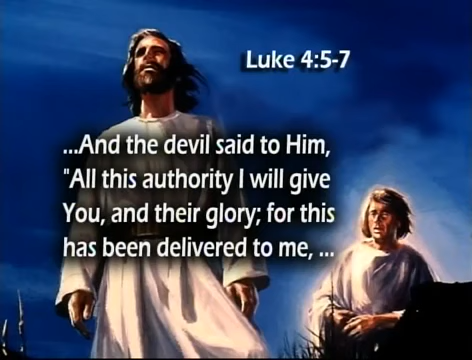 Luke 4:5-7
...And the devil said to Him,
"All this authority I will give
You, and their glory; for this
has been delivered to me, ...